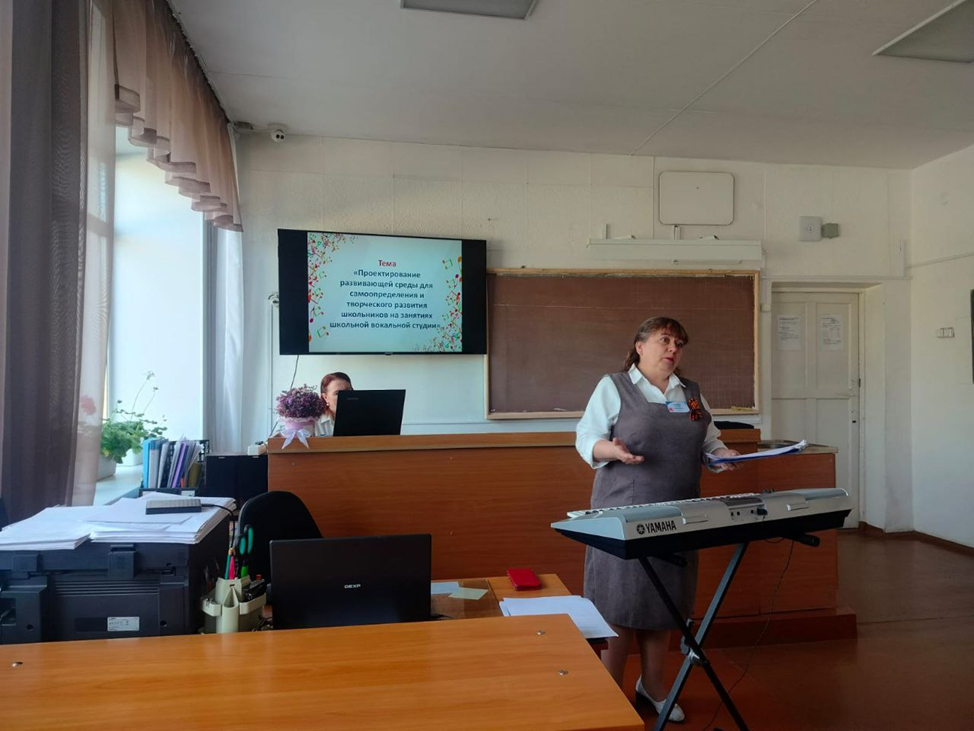 Тема
«Проектирование
развивающей среды для
самоопределения и
творческого развития
школьников на занятиях
школьной вокальной студии»
YAMAHA
DEXP